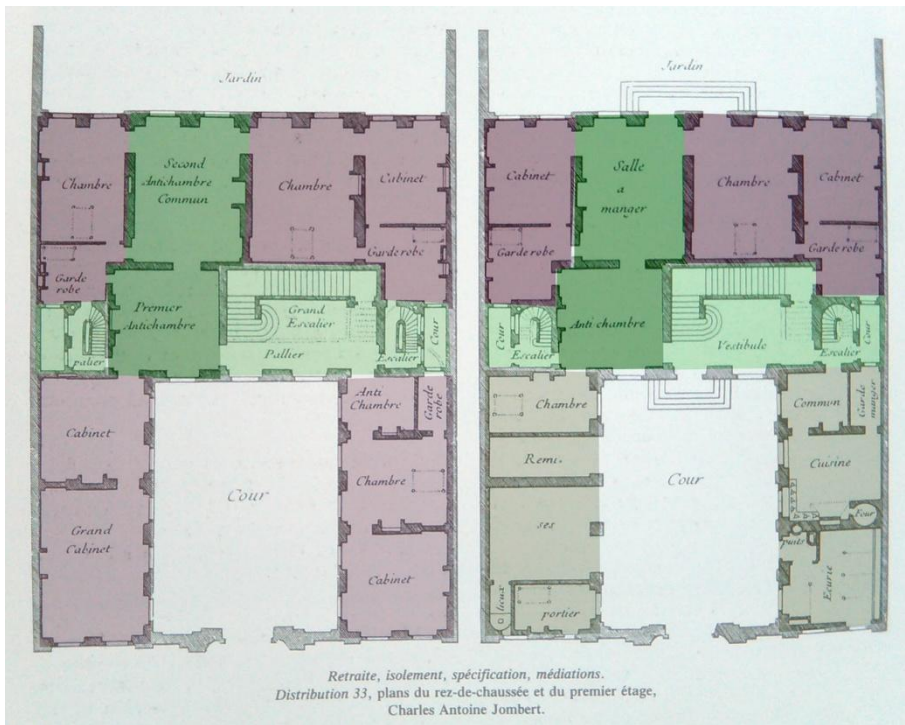 Jardin
Chambre
Second
Antichambre
Commun
Chambre
Cabinet
Garde
robe
Garderobe
Premier
Antichambre
Grand
Escalier
Pallier
palier
Escalier
Cour
Cabinet
Grand
Cabinet
Cour
Anti
Chambre
Garde
robe
Chambre
Cabinet
Jardin
Cabinet
Salle
a
manger
Chambre
Cabinet
Garde robe
Garde robe
Cour
Escalier
Anti chambre
Vestibule
Escalier
Cour
Chambre
Remi-
ses
lieux
portier
Cour
Common
Garde
manger
Cuisine
Four
puits
Ecurie
Retraite, isolement, spécification, médiations.
Distribution 33, plans du rez-de-chaussée et du premier étage,
Charles Antoine Jombert.